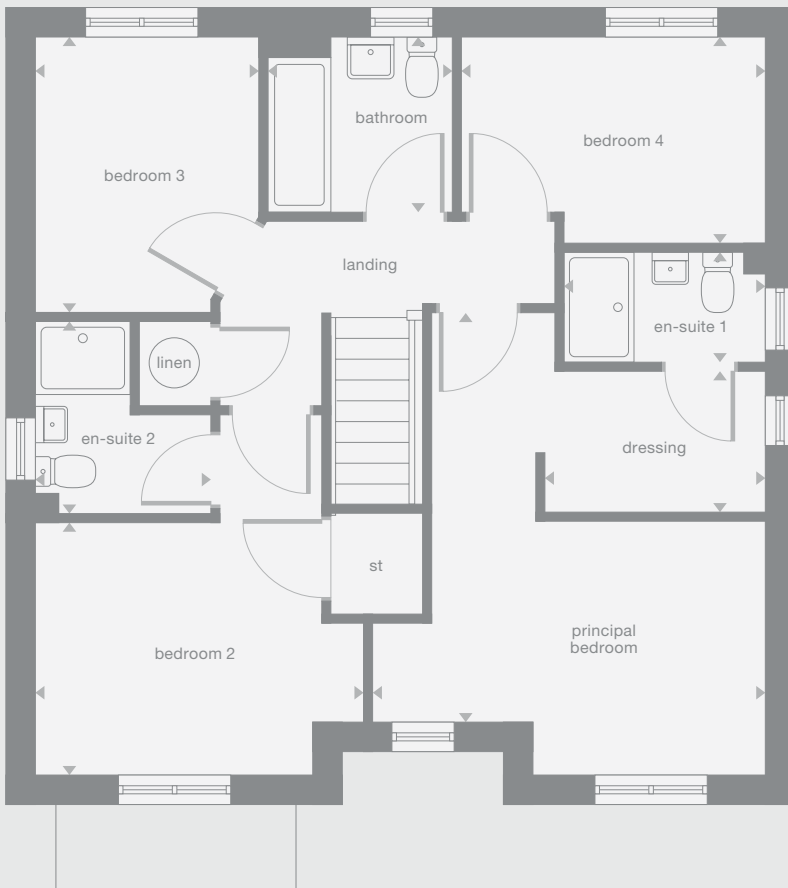 bathroom
bedroom 4
bedroom 3
landing
en-suite 1
linen
en-suite 2
dressing
st
principal
bedroom
bedroom 2